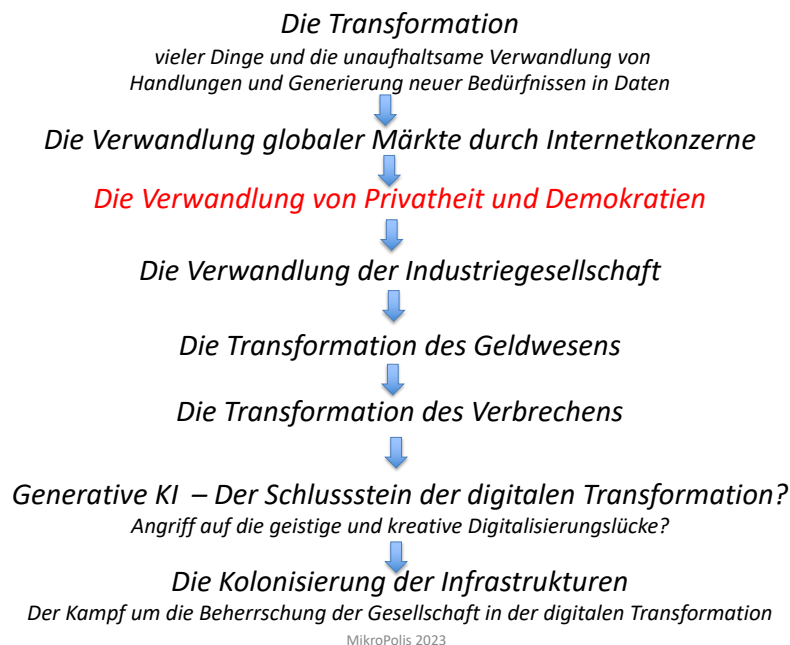 Die Transformation
vieler Dinge und die unaufhaltsame Verwandlung von
Handlungen und Generierung neuer Bedürfnissen in Daten
Die Verwandlung globaler Märkte durch Internetkonzerne
Die Verwandlung von Privatheit und Demokratien
Die Verwandlung der Industriegesellschaft
Die Transformation des Geldwesens
Die Transformation des Verbrechens
Generative KI – Der Schlussstein der digitalen Transformation?
Angriff auf die geistige und kreative Digitalisierungslücke?
Die Kolonisierung der Infrastrukturen
Der Kampf um die Beherrschung der Gesellschaft in der digitalen Transformation
MikroPolis 2023